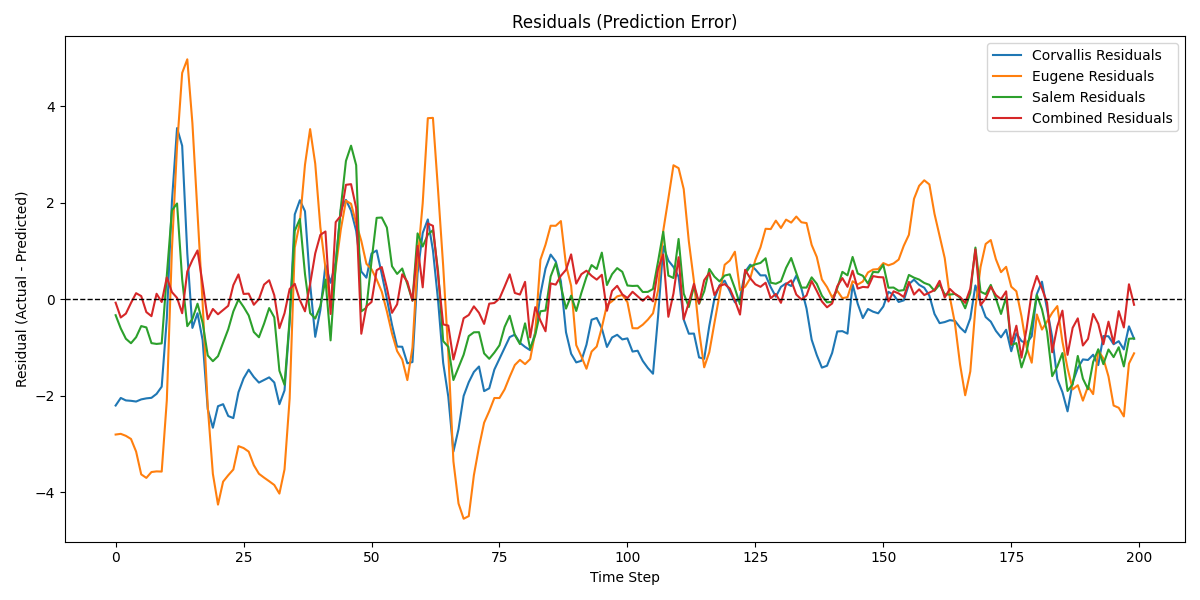 Residuals (Prediction Error)
Corvallis Residuals
Eugene Residuals
Salem Residuals
Combined Residuals
Residual (Actual - Predicted)
4
2
0
−2
−4
0
25
50
75
100
125
150
175
200
Time Step